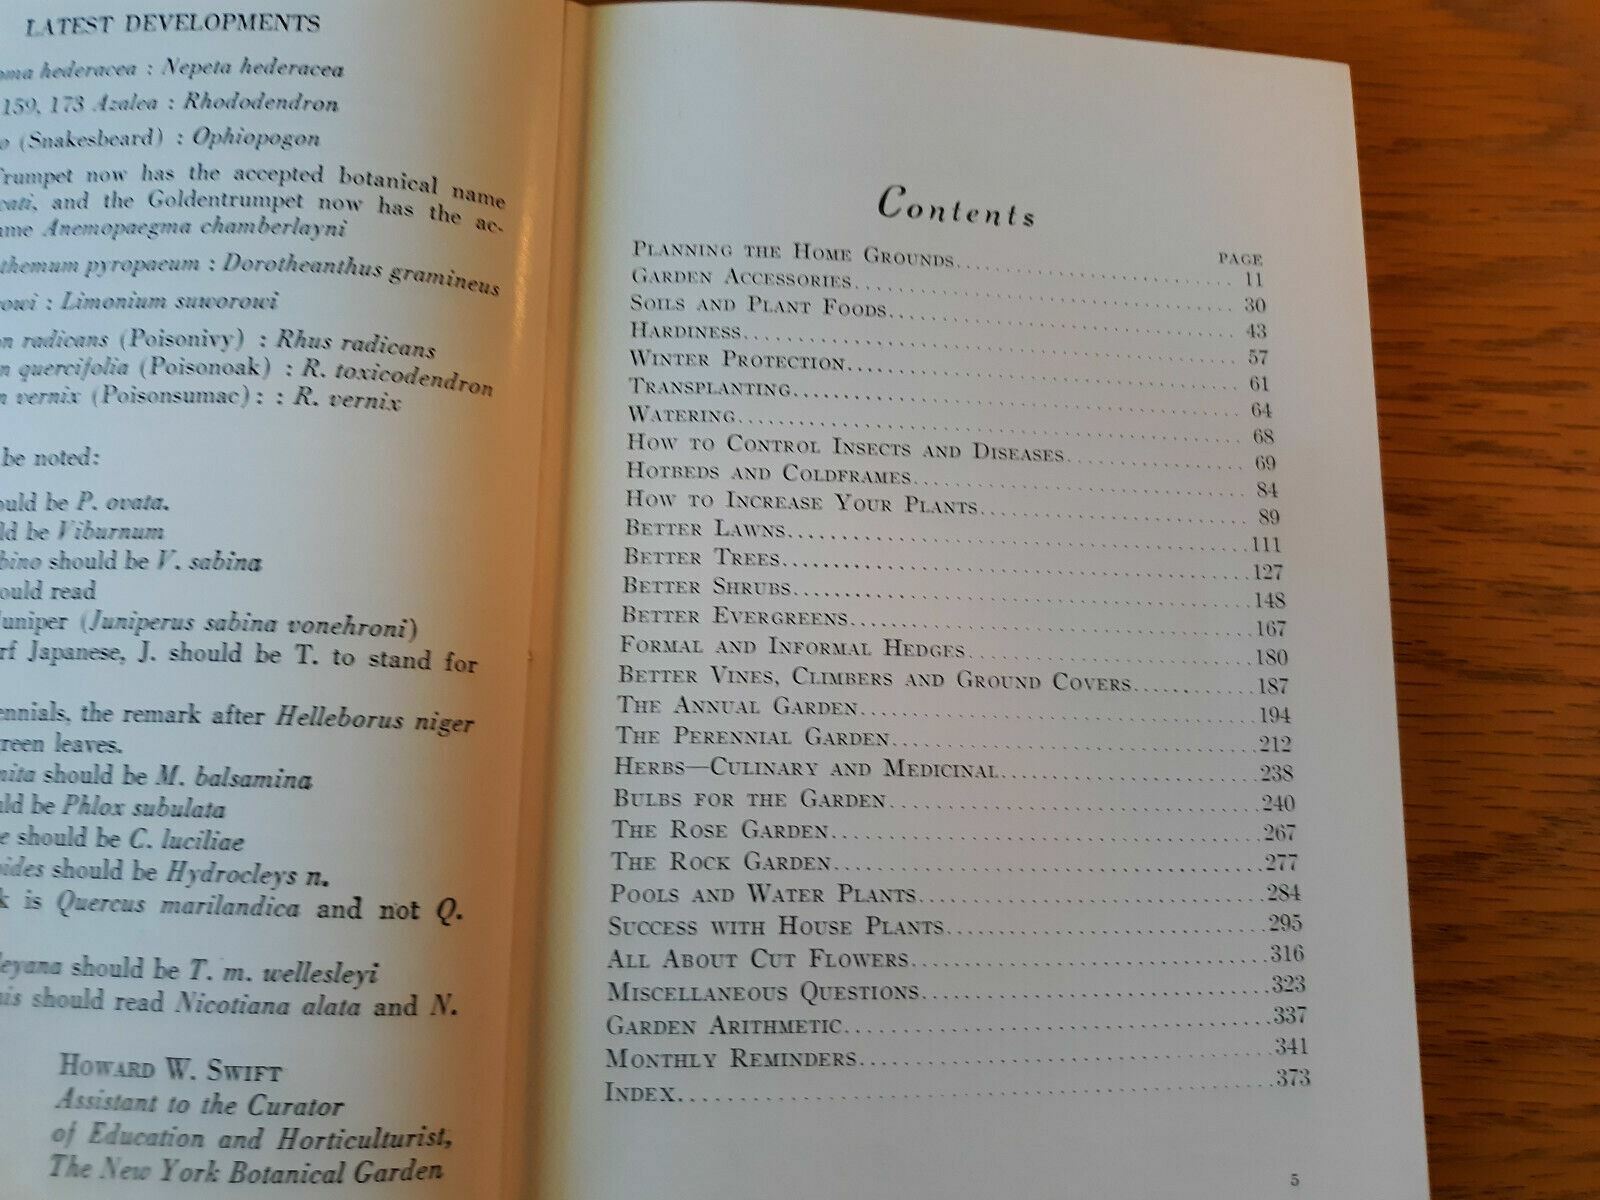 LATEST DEVELOPMENTS
hederacea : Nepeta hederacea
159, 173 Azalea : Rhododendron
(Snakesbeard) : Ophiopogon
Trumpet now has the accepted botanical name
and the Goldentrumpet now has the ac-
Anemopaegma chamberlayni
pyropaeum : Dorotheanthus gramineus
: Limonium suworowi
radicans (Poisonivy) : Rhus radicans
quercifolia (Poisonoak) : R. toxicodendron
vernix (Poisonsumac) : : R. vernix
be noted:
be P. ovata.
be Viburnum
should be V. sabina
read
Juniper (Juniperus sabina vonehroni)
Japanese, J. should be T. to stand for
the remark after Helleborus niger
leaves.
should be M. balsamina
be Phlox subulata
should be C. luciliae
should be Hydrocleys n.
is Quercus marilandica and not Q.
should be T. m. wellesleyi
should read Nicotiana alata and N.
HOWARD W. SWIFT
Assistant to the Curator
of Education and Horticulturist,
The New York Botanical Garden
Contents
PAGE
PLANNING THE HOME GROUNDS 11
GARDEN ACCESSORIES 30
SOILS AND PLANT FOODS 43
HARDINESS 57
WINTER PROTECTION 61
TRANSPLANTING 64
WATERING 68
HOW TO CONTROL INSECTS AND DISEASES 69
HOTBEDS AND COLDFRAMES 84
HOW TO INCREASE YOUR PLANTS 89
BETTER LAWNS 111
BETTER TREES 127
BETTER SHRUBS 148
BETTER EVERGREENS 167
FORMAL AND INFORMAL HEDGES 180
BETTER VINES, CLIMBERS AND GROUND COVERS 187
THE ANNUAL GARDEN 194
THE PERENNIAL GARDEN 212
HERBS—CULINARY AND MEDICINAL 238
BULBS FOR THE GARDEN 240
THE ROSE GARDEN 267
THE ROCK GARDEN 277
POOLS AND WATER PLANTS 284
SUCCESS WITH HOUSE PLANTS 295
ALL ABOUT CUT FLOWERS 316
MISCELLANEOUS QUESTIONS 323
GARDEN ARITHMETIC 337
MONTHLY REMINDERS 341
INDEX 373
5